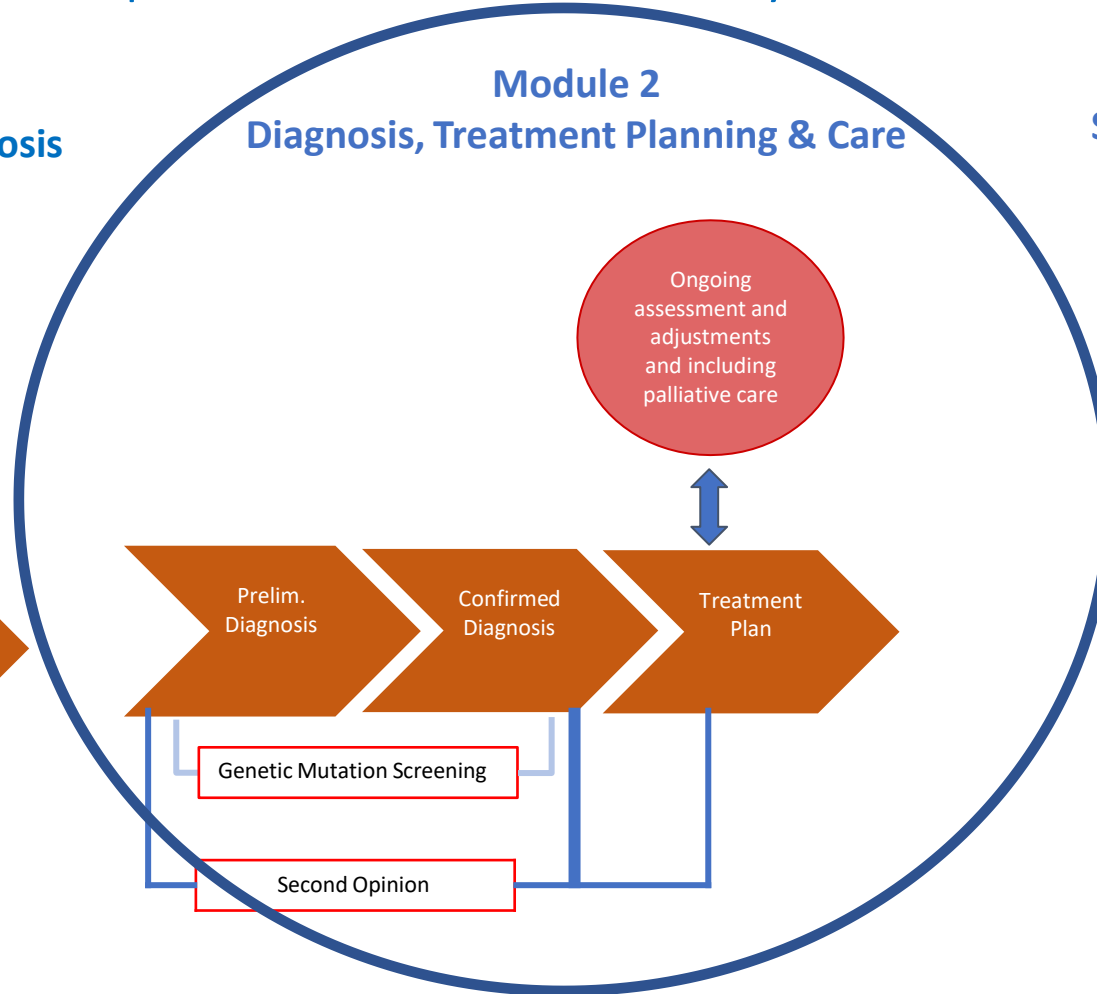 Module 2
Diagnosis, Treatment Planning & Care
osis
S
Ongoing
assessment and
adjustments
and including
palliative care
Prelim.
Diagnosis
Confirmed
Diagnosis
Treatment
Plan
Genetic Mutation Screening
Second Opinion